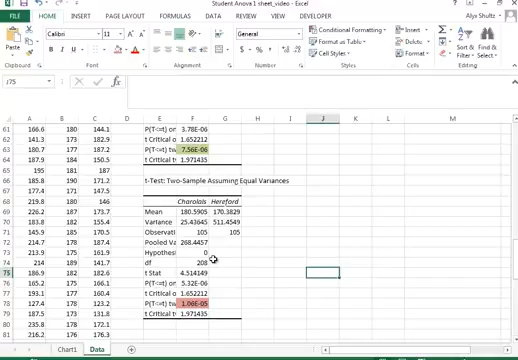 Student Anova 1 sheet_video - Excel
FILE HOME INSERT PAGE LAYOUT FORMULAS DATA REVIEW VIEW DEVELOPER Alyx Shultz
Calibri 11 General Conditional Formatting Insert
Paste B I U $ % Format as Table Delete
Cell Styles Format
Clipboard Font Alignment Number Styles Cells Editing
J75 fx
A B C D E F G H I J K L M
61 166.6 180 144.1 P(T<=t) on 3.78E-06
62 141.3 173 182.9 t Critical o 1.652212
63 180.7 177 187.2 P(T<=t) tw 7.56E-06
64 187.9 184 150.5 t Critical tv 1.971435
65 195 181 187
66 185.8 190 171.2 t-Test: Two-Sample Assuming Equal Variances
67 177.4 171 147.5
68 219.8 180 146 Charolais Hereford
69 226.2 187 173.7 Mean 180.5905 170.3829
70 183.8 182 155.4 Variance 25.43645 511.4549
71 145.9 185 170.5 Observati 105 105
72 214.7 178 187.4 Pooled Va 268.4457
73 213.9 175 161.9 Hypothesi 0
74 214 189 141.7 df 208
75 186.9 182 182.6 t Stat 4.514149
76 165.2 175 166.1 P(T<=t) on 5.32E-06
77 193.1 177 160.4 t Critical o 1.652212
78 127.8 178 123.2 P(T<=t) tw 1.06E-05
79 187.5 173 131.8 t Critical tv 1.971435
80 235.8 178 172.1
81 216.2 176 176.3
Chart1 Data